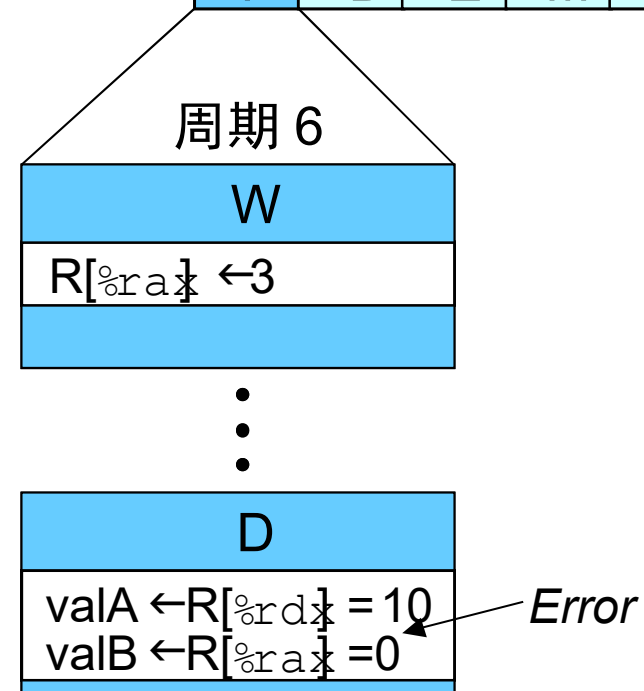 周期 6
W
R[%rax] ←3
D
valA ←R[%rdx] = 10
valB ←R[%rax] =0
Error